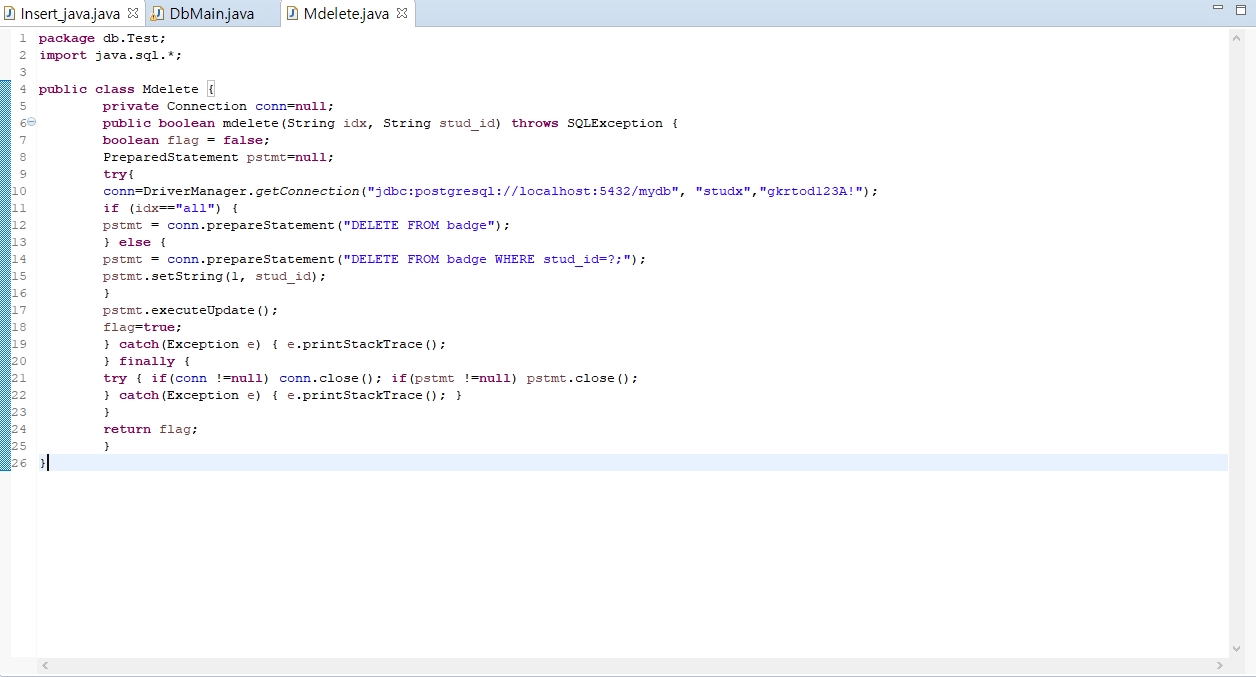 Insert_java.java DbMain.java Mdelete.java
1 package db.Test;
2 import java.sql.*;
3
4 public class Mdelete {
5 private Connection conn=null;
6 public boolean mdelete(String idx, String stud_id) throws SQLException {
7 boolean flag = false;
8 PreparedStatement pstmt=null;
9 try{
10 conn=DriverManager.getConnection("jdbc:postgresql://localhost:5432/mydb", "studx","gkrtod123A!");
11 if (idx=="all") {
12 pstmt = conn.prepareStatement("DELETE FROM badge");
13 } else {
14 pstmt = conn.prepareStatement("DELETE FROM badge WHERE stud_id=?;");
15 pstmt.setString(1, stud_id);
16 }
17 pstmt.executeUpdate();
18 flag=true;
19 } catch(Exception e) { e.printStackTrace();
20 } finally {
21 try { if(conn !=null) conn.close(); if(pstmt !=null) pstmt.close();
22 } catch(Exception e) { e.printStackTrace(); }
23 }
24 return flag;
25 }
26 }